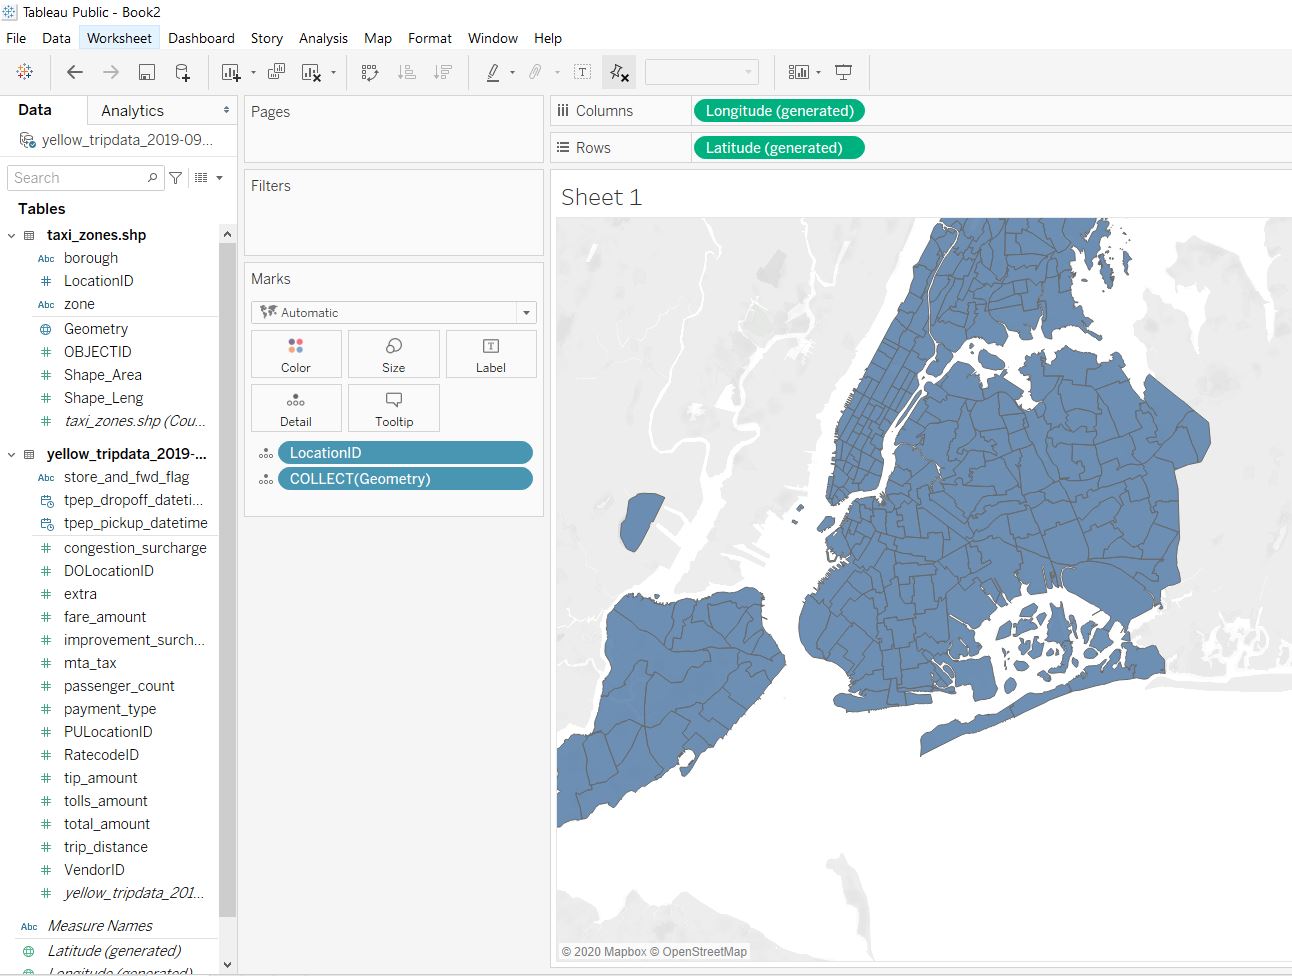 Tableau Public - Book2
File Data Worksheet Dashboard Story Analysis Map Format Window Help
Data Analytics
yellow_tripdata_2019-09...
Search
Tables
taxi_zones.shp
Abc borough
# LocationID
Abc zone
Geometry
# OBJECTID
# Shape_Area
# Shape_Leng
# taxi_zones.shp (Cou...
yellow_tripdata_2019-...
Abc store_and_fwd_flag
tpep_dropoff_dateti...
tpep_pickup_datetime
# congestion_surcharge
# DOLocationID
# extra
# fare_amount
# improvement_surch...
# mta_tax
# passenger_count
# payment_type
# PULocationID
# RatecodeID
# tip_amount
# tolls_amount
# total_amount
# trip_distance
# VendorID
# yellow_tripdata_201...
Abc Measure Names
Latitude (generated)
Longitude (generated)
Pages
Filters
Marks
Automatic
Color Size Label
Detail Tooltip
LocationID
COLLECT(Geometry)
Columns Longitude (generated)
Rows Latitude (generated)
Sheet 1
© 2020 Mapbox © OpenStreetMap